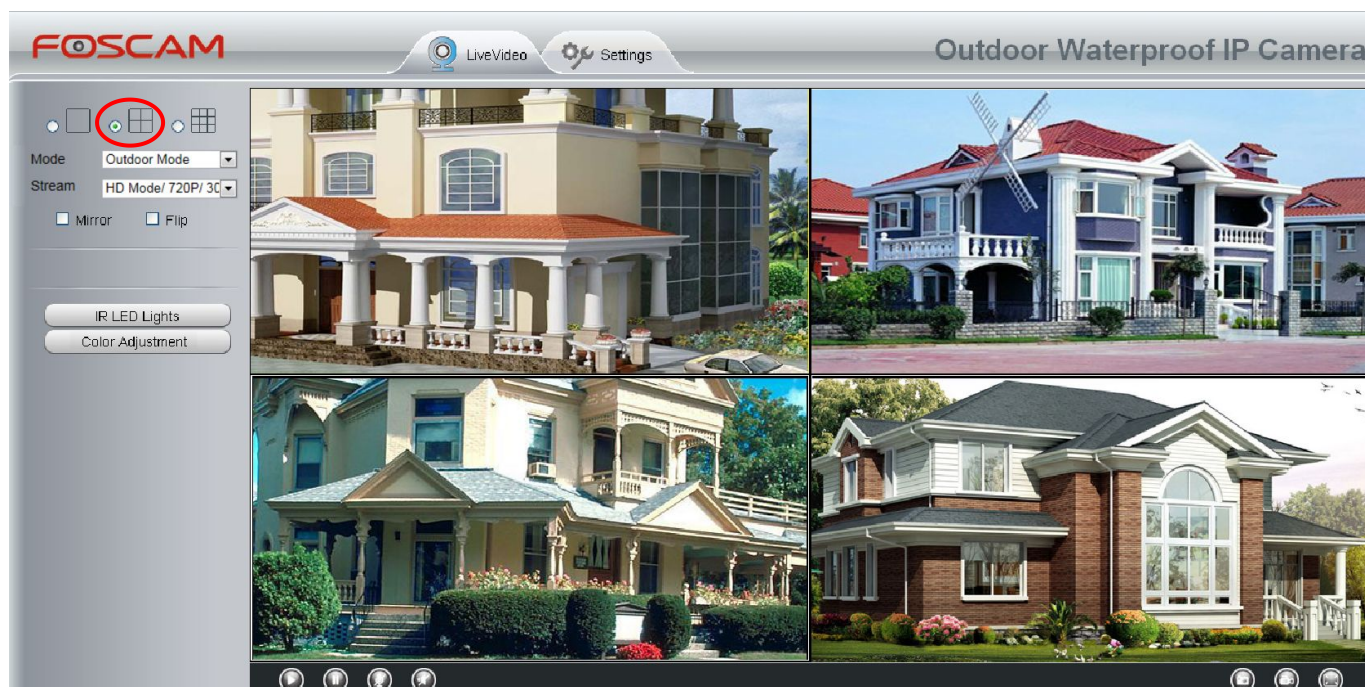 FOSCAM
LiveVideo
Settings
Outdoor Waterproof IP Camera
Mode
Outdoor Mode
Stream
HD Mode/ 720P/ 30
Mirror
Flip
IR LED Lights
Color Adjustment